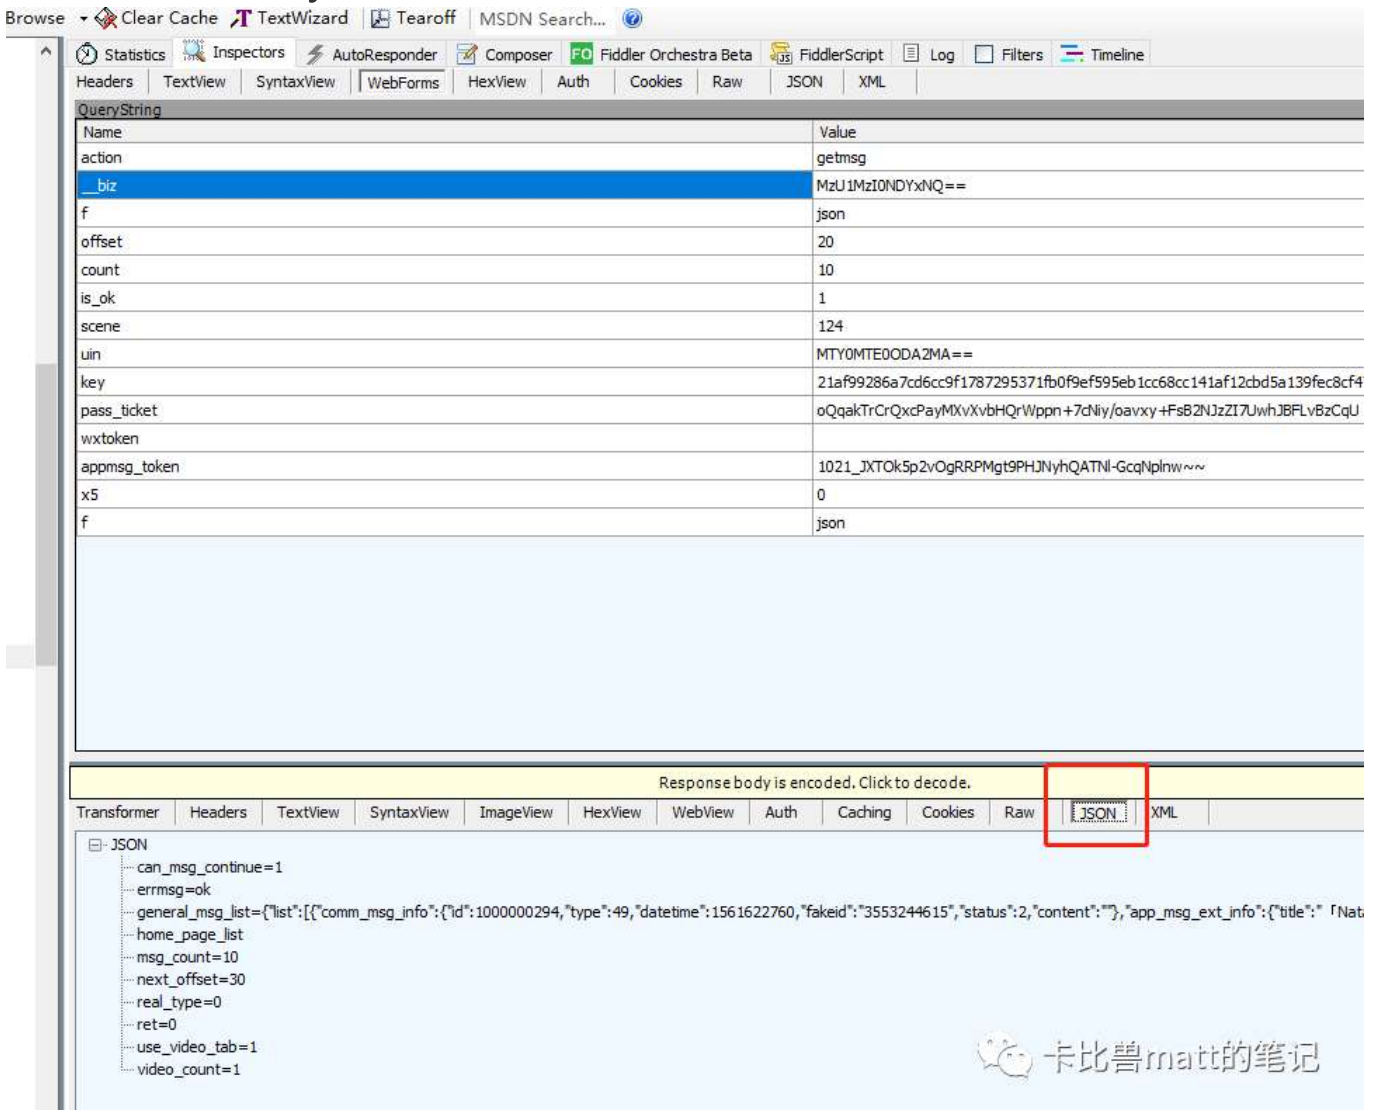 Browse Clear Cache TextWizard Tearoff MSDN Search...
Statistics Inspectors AutoResponder Composer FO Fiddler Orchestra Beta FiddlerScript Log Filters Timeline
Headers TextView SyntaxView WebForms HexView Auth Cookies Raw JSON XML
QueryString
Name Value
action getmsg
__biz MzU1MzI0NDYxNQ==
f json
offset 20
count 10
is_ok 1
scene 124
uin MTY0MTE0ODA2MA==
key 21af99286a7cd6cc9f1787295371fb0f9ef595eb1cc68cc141af12cbd5a139fec8cf4
pass_ticket oQqakTrCrQxcPayMXvXvbHQrWppn+7cNiy/oavxy+FsB2NJzZI7UwhJBFLvBzCqU
wxtoken
appmsg_token 1021_JXTOk5p2vOgRRPMgt9PHJNyhQATNl-GcqNplnw~~
x5 0
f json
Response body is encoded. Click to decode.
Transformer Headers TextView SyntaxView ImageView HexView WebView Auth Caching Cookies Raw JSON XML
JSON
can_msg_continue=1
errmsg=ok
general_msg_list={"list":[{"comm_msg_info":{"id":1000000294,"type":49,"datetime":1561622760,"fakeid":"3553244615","status":2,"content":""},"app_msg_ext_info":{"title":"「Nat
home_page_list
msg_count=10
next_offset=30
real_type=0
ret=0
use_video_tab=1
video_count=1
卡比兽matt的笔记